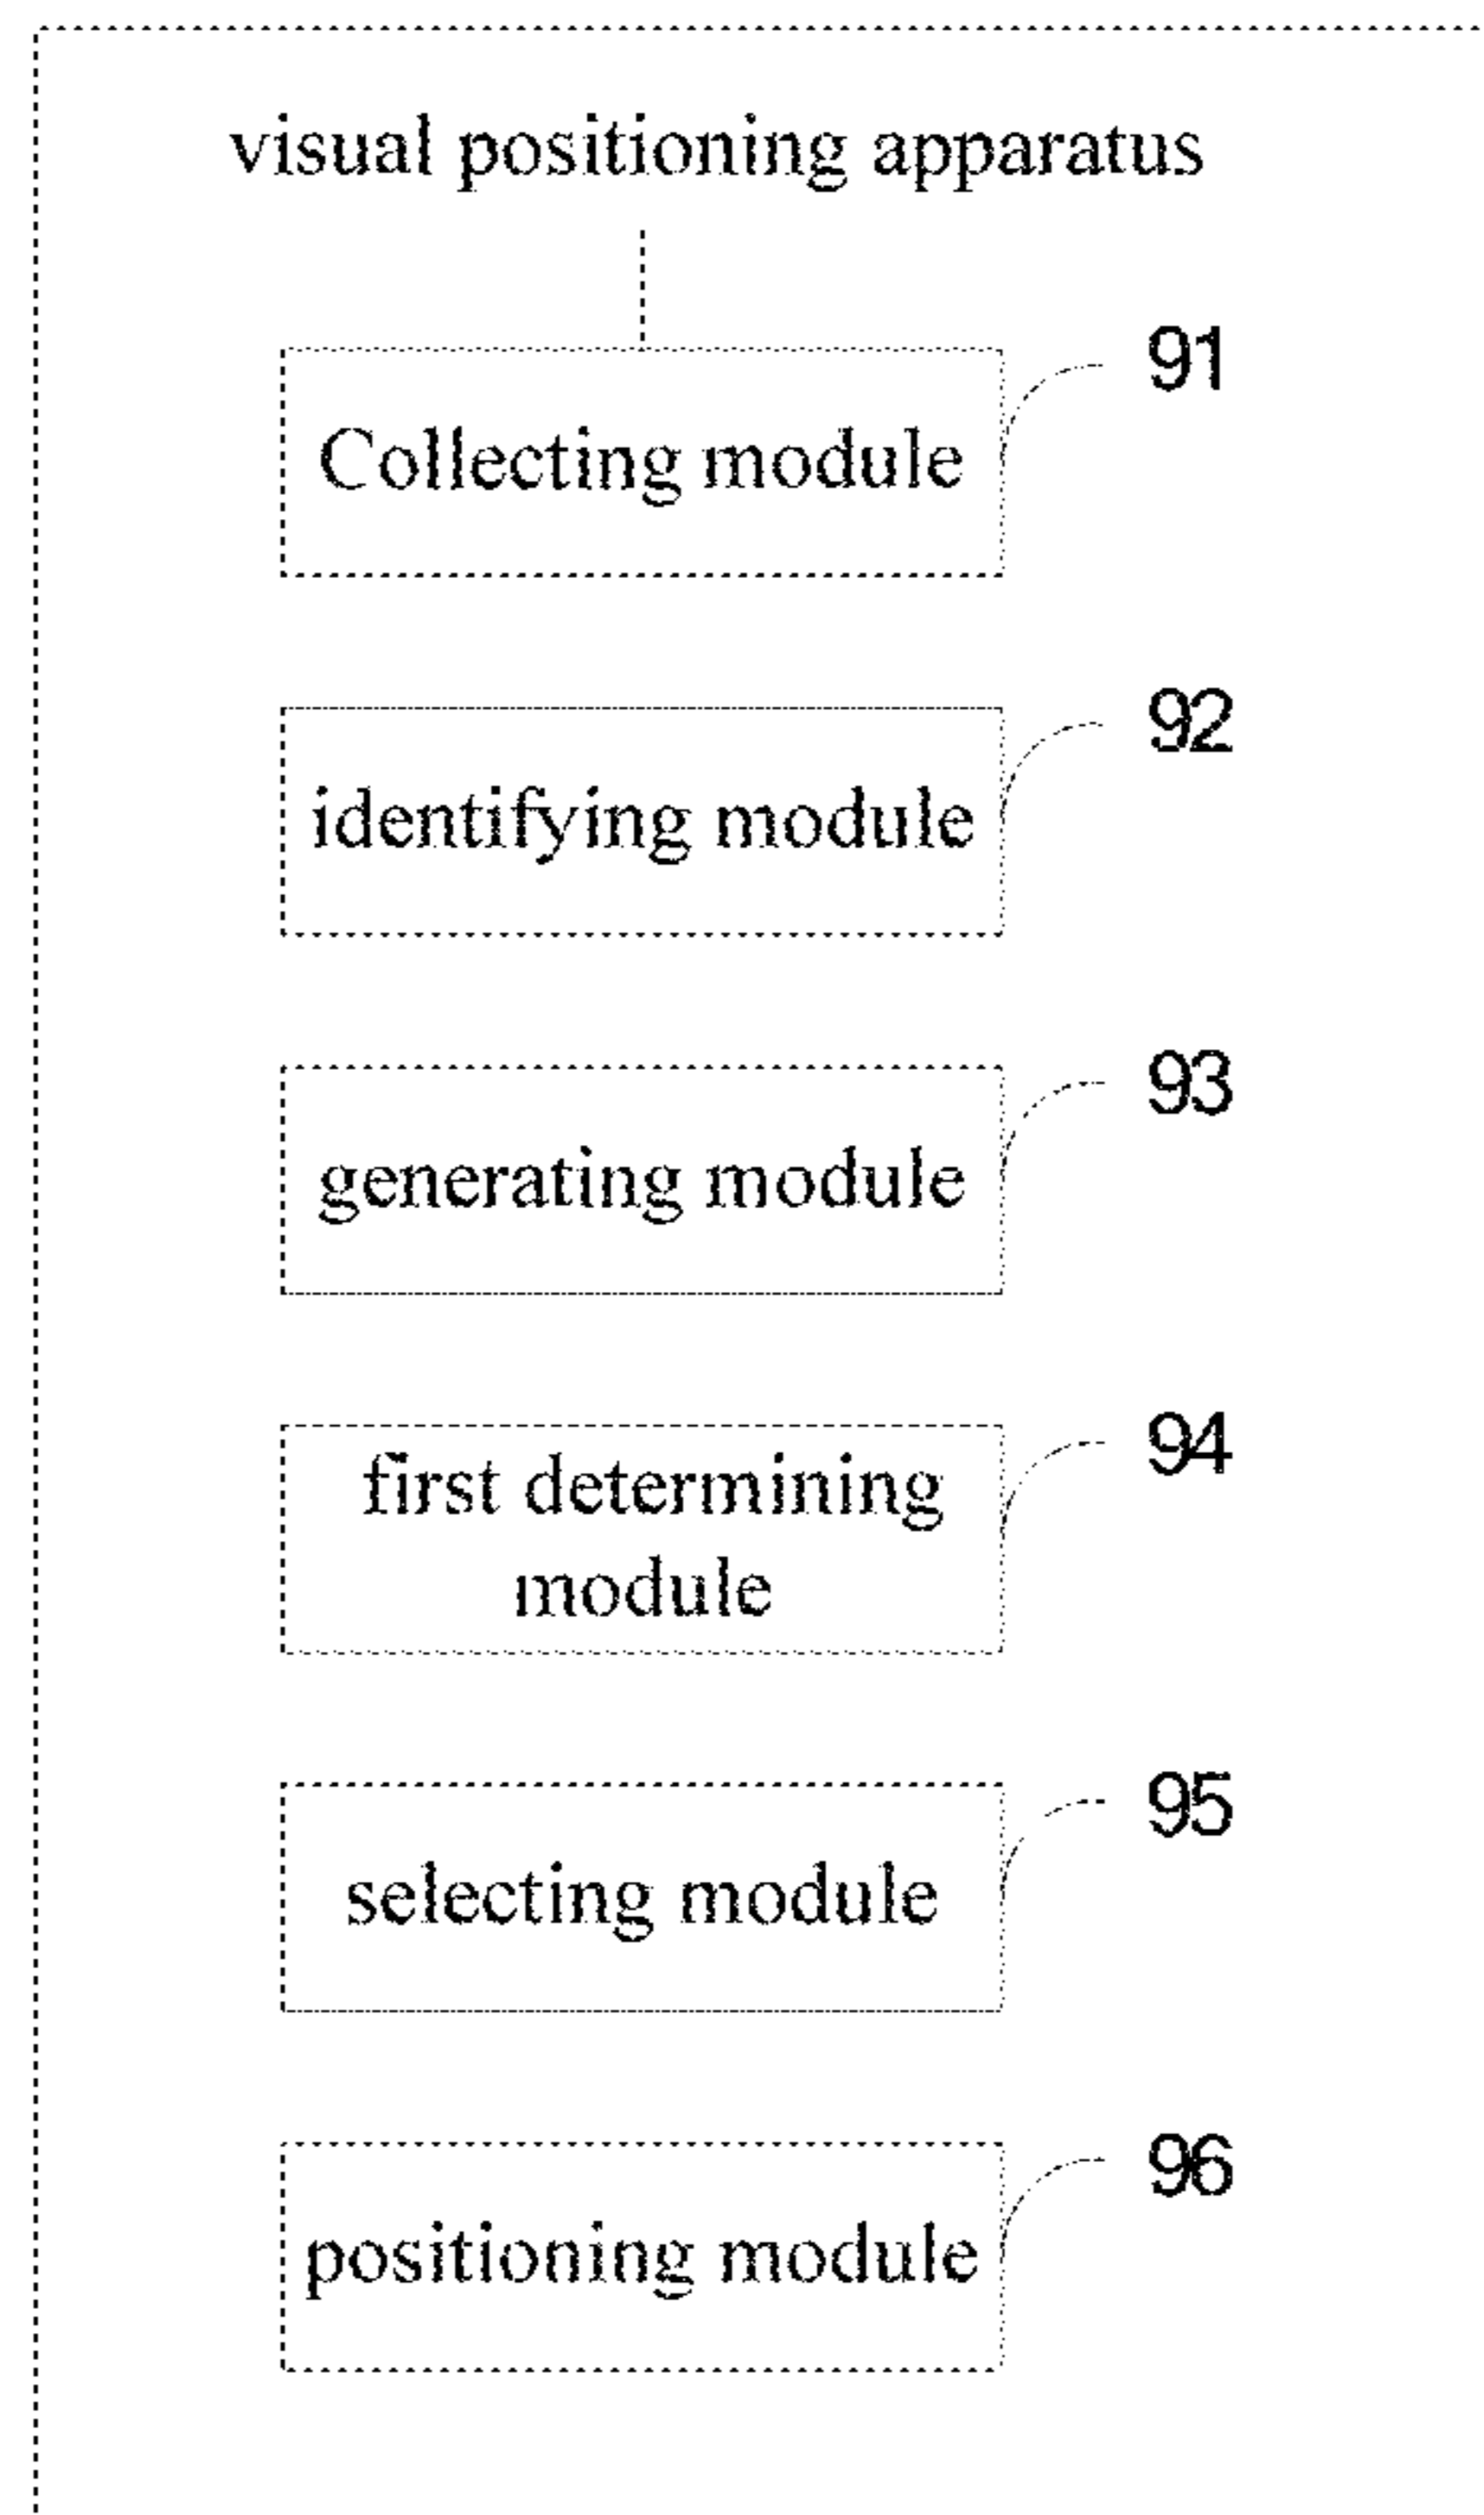 visual positioning apparatus
91
Collecting module
92
identifying module
93
generating module
94
first determining
module
95
selecting module
96
positioning module